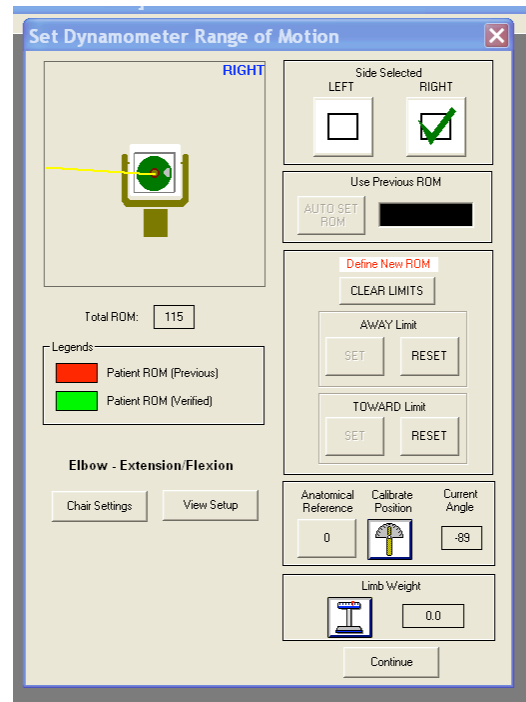 Set Dynamometer Range of Motion
RIGHT
Total ROM: 115
Legends
Patient ROM (Previous)
Patient ROM (Verified)
Elbow - Extension/Flexion
Chair Settings View Setup
Side Selected
LEFT RIGHT
Use Previous ROM
AUTO SET
ROM
Define New ROM
CLEAR LIMITS
AWAY Limit
SET RESET
TOWARD Limit
SET RESET
Anatomical Calibrate Current
Reference Position Angle
0 -89
Limb Weight
0.0
Continue